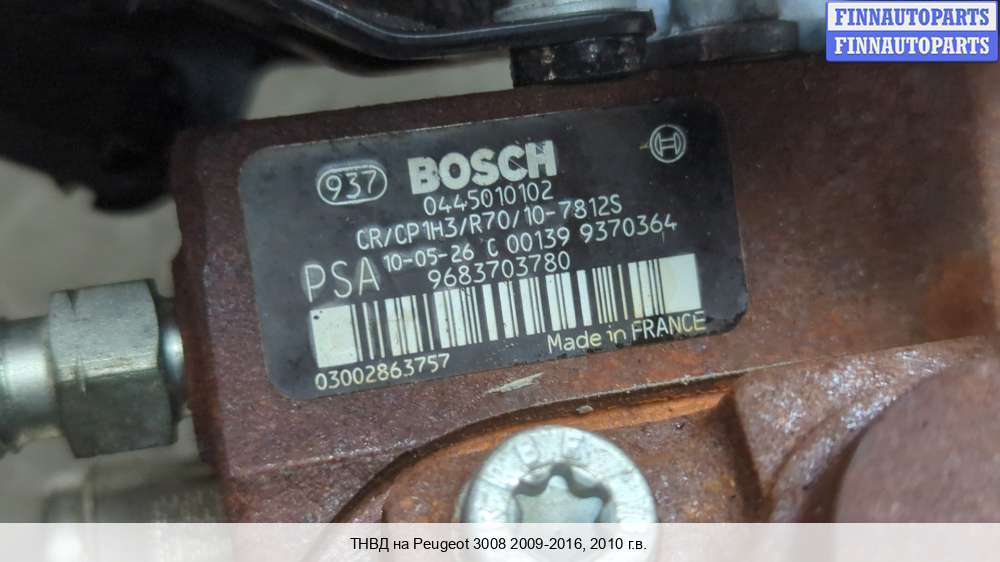 FINNAUTOPARTS
FINNAUTOPARTS
937 BOSCH
0445010102
CR/CP1H3/R70/10-7812S
PSA 10-05-26 C 00139 9370364
9683703780
Made in FRANCE
03002863757
ТНВД на Peugeot 3008 2009-2016, 2010 г.в.